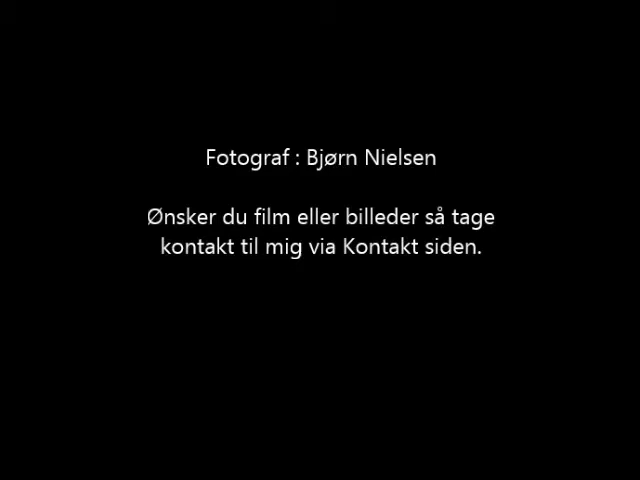 Fotograf : Bjørn Nielsen
Ønsker du film eller billeder så tage
kontakt til mig via Kontakt siden.